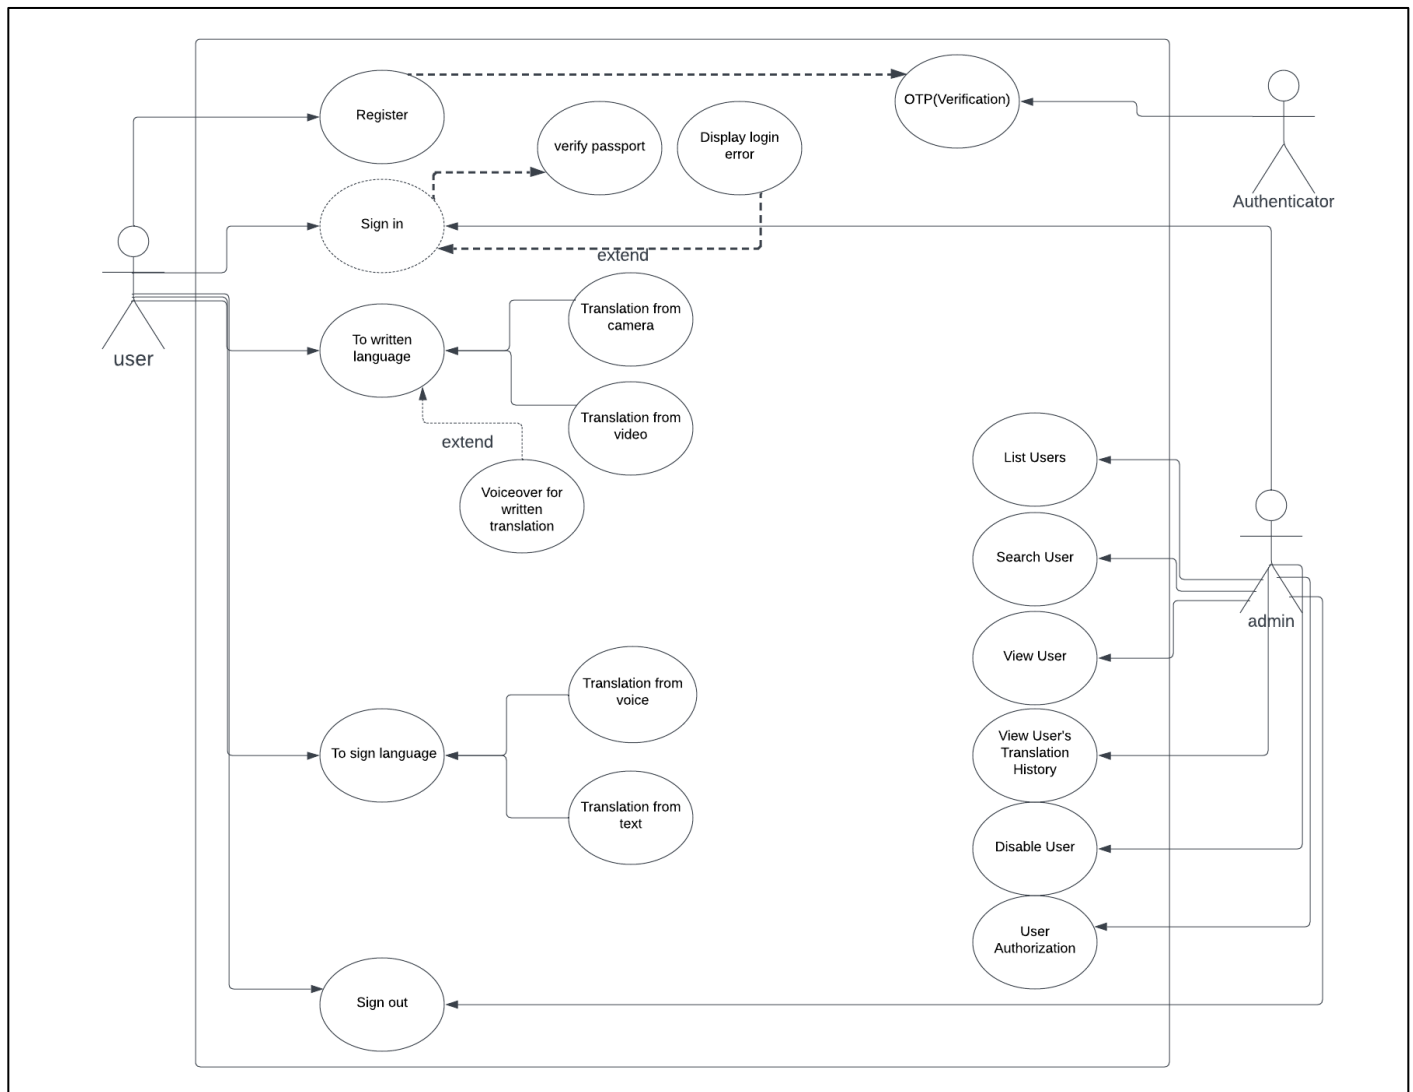 Register
OTP(Verification)
verify passport
Display login
error
Authenticator
Sign in
extend
user
To written
language
Translation from
camera
Translation from
video
extend
Voiceover for
written
translation
List Users
Search User
admin
View User
Translation from
voice
To sign language
View User's
Translation
History
Translation from
text
Disable User
User
Authorization
Sign out